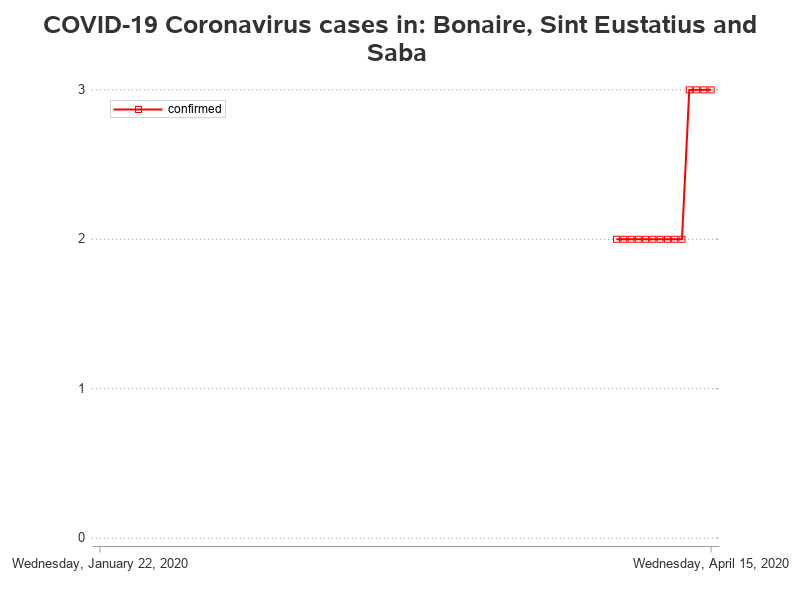 COVID-19 Coronavirus cases in: Bonaire, Sint Eustatius and
Saba
3
confirmed
2
1
0
Wednesday, January 22, 2020
Wednesday, April 15, 2020